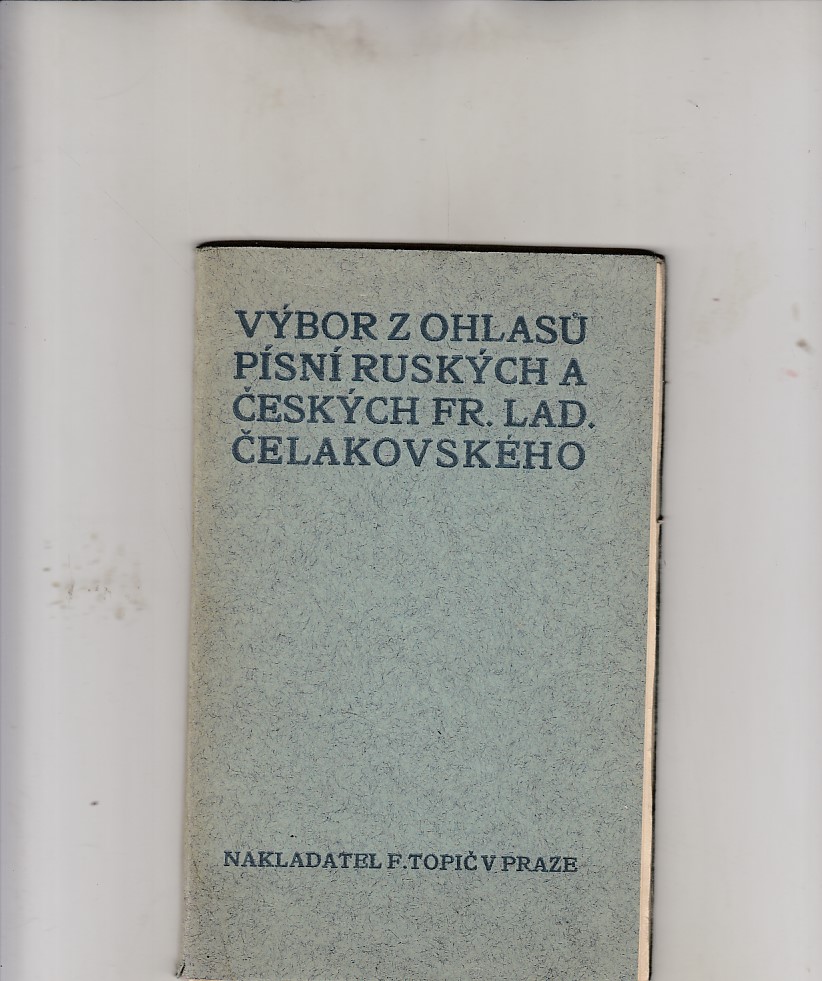 VÝBOR Z OHLASŮ
PÍSNÍ RUSKÝCH A
ČESKÝCH FR. LAD.
ČELAKOVSKÉHO
NAKLADATEL F. TOPIČ V PRAZE